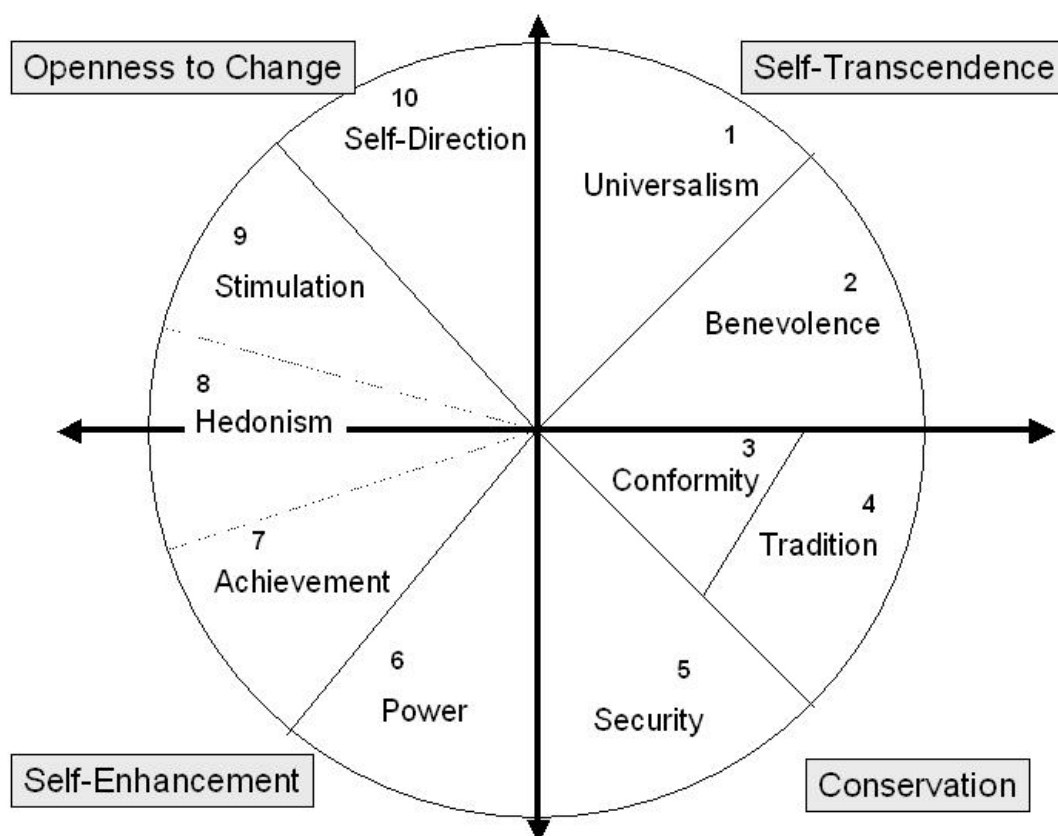 Openness to Change
Self-Transcendence
10
Self-Direction
1
Universalism
9
Stimulation
2
Benevolence
8
Hedonism
3
Conformity
4
Tradition
7
Achievement
6
Power
5
Security
Self-Enhancement
Conservation